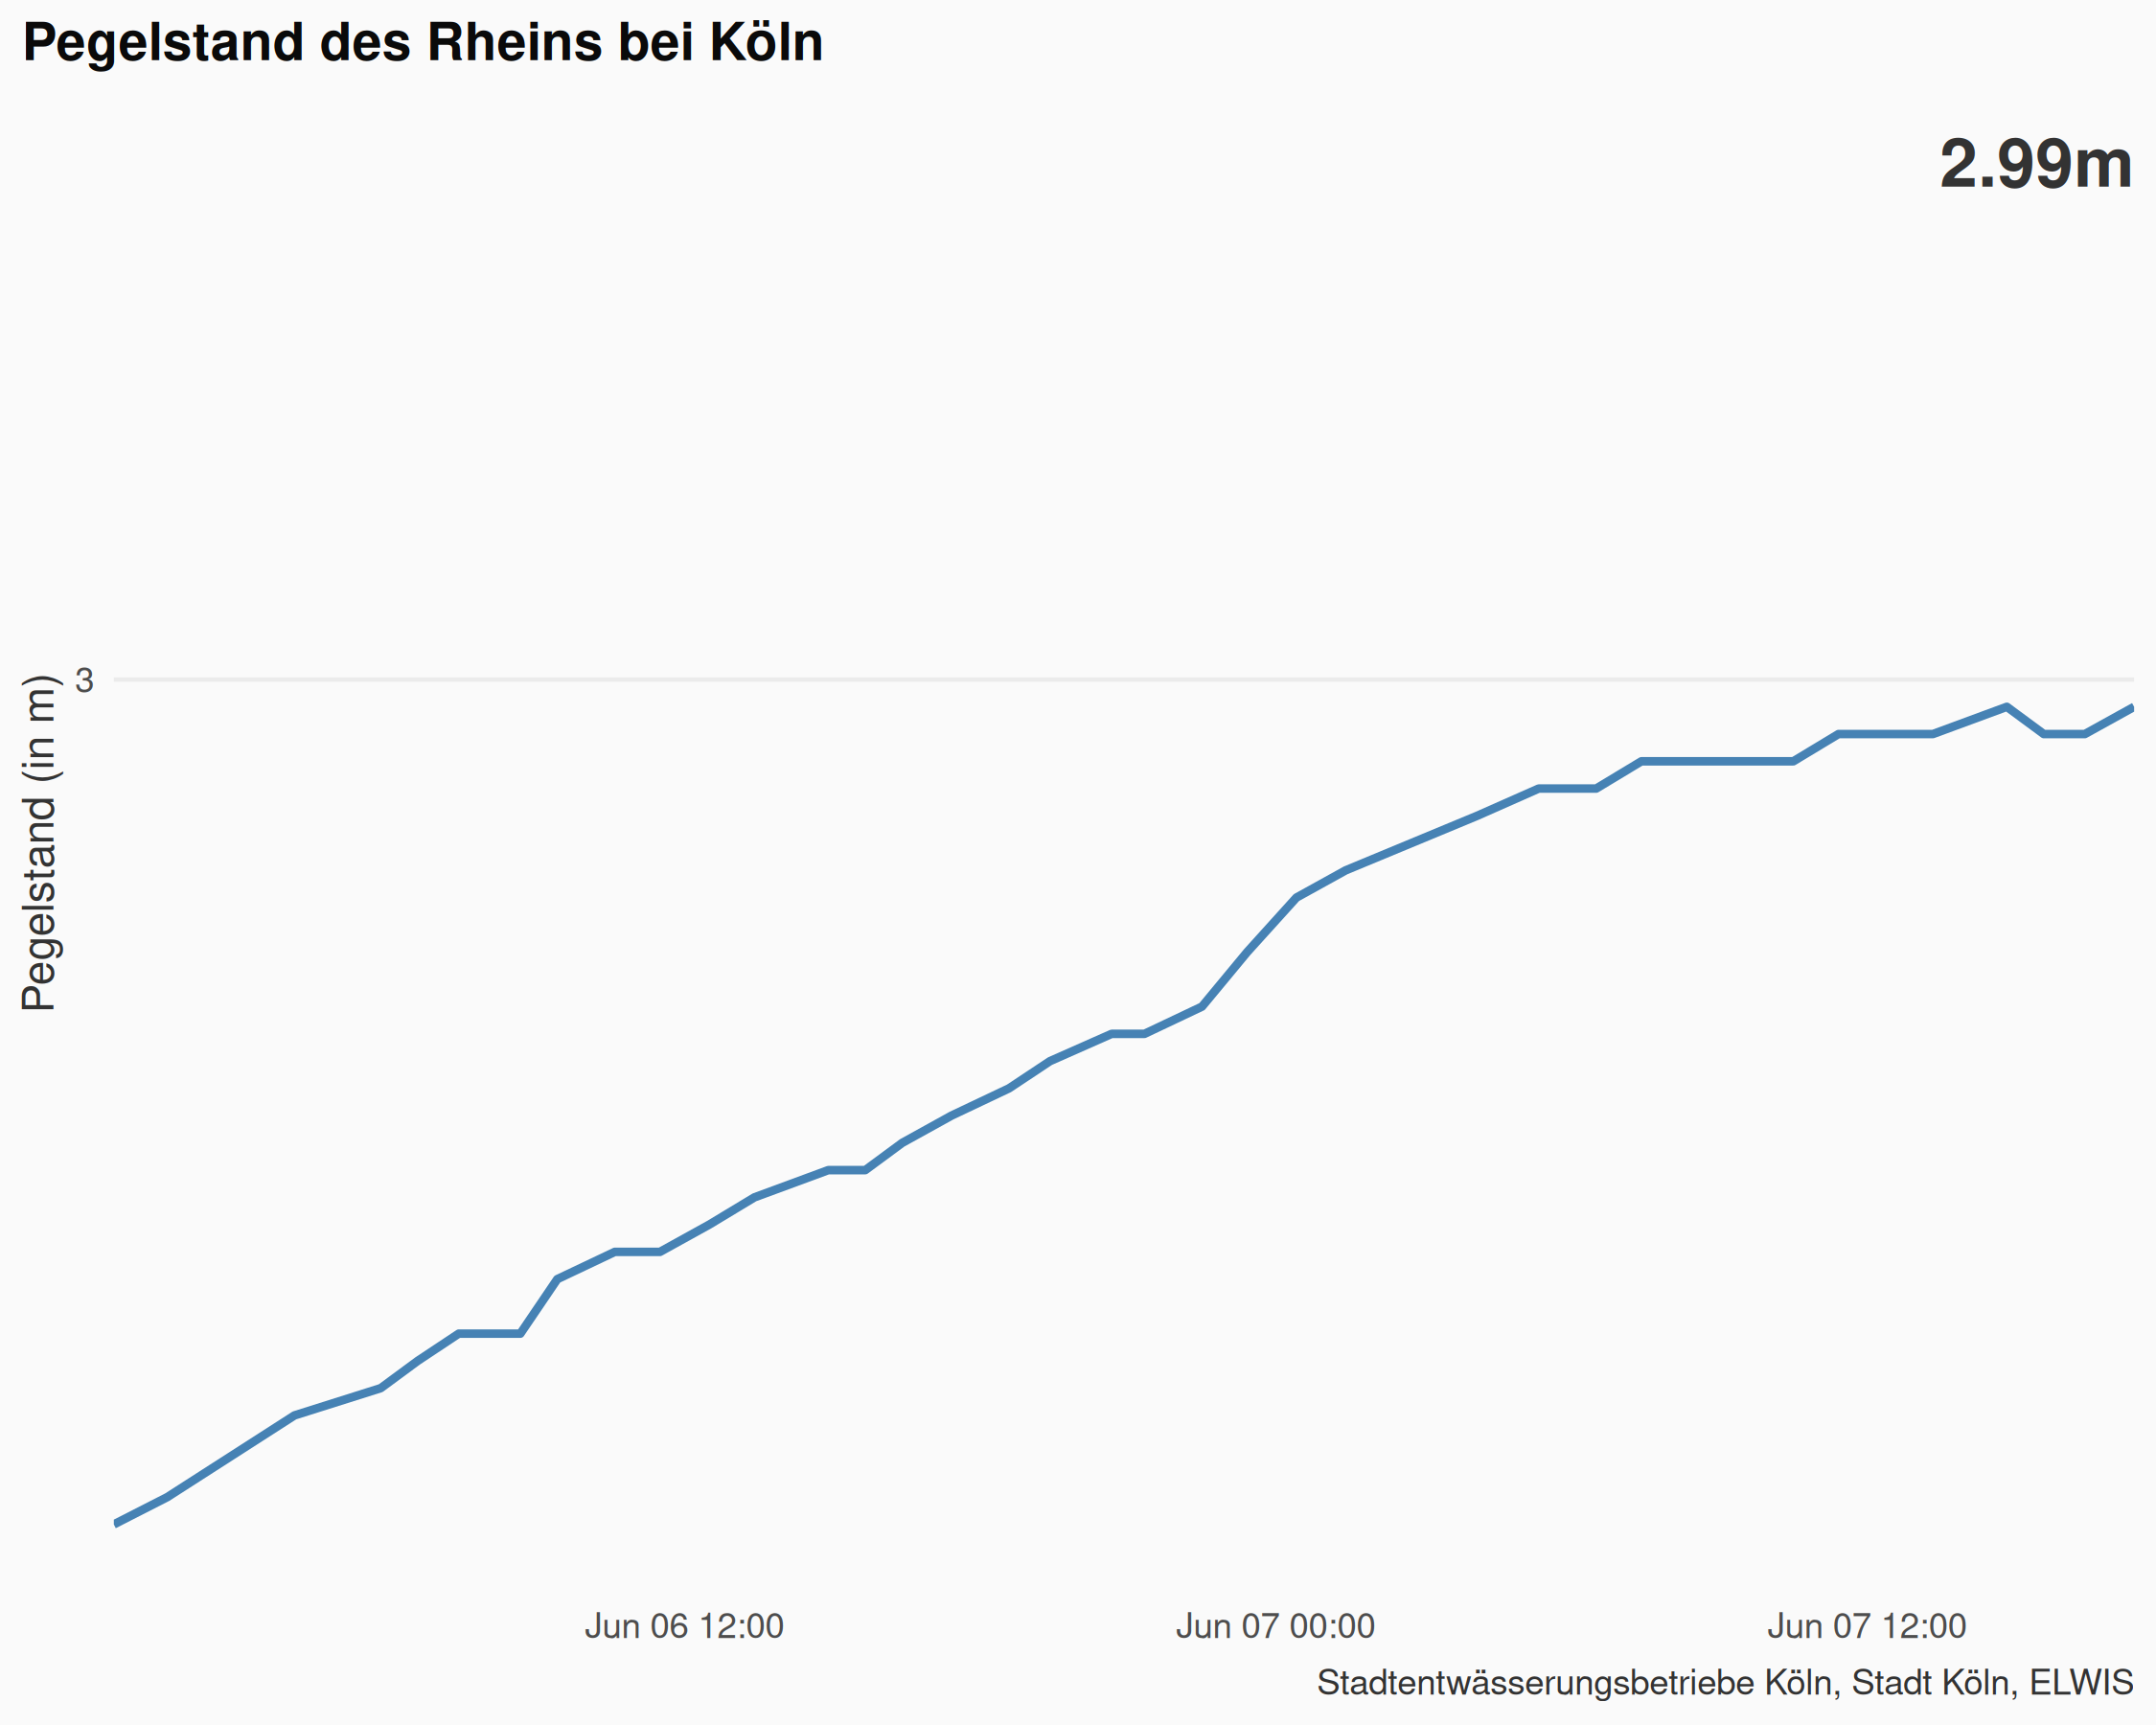 Pegelstand des Rheins bei Köln
2.99m
Pegelstand (in m)
3
Jun 06 12:00
Jun 07 00:00
Jun 07 12:00
Stadtentwässerungsbetriebe Köln, Stadt Köln, ELWIS